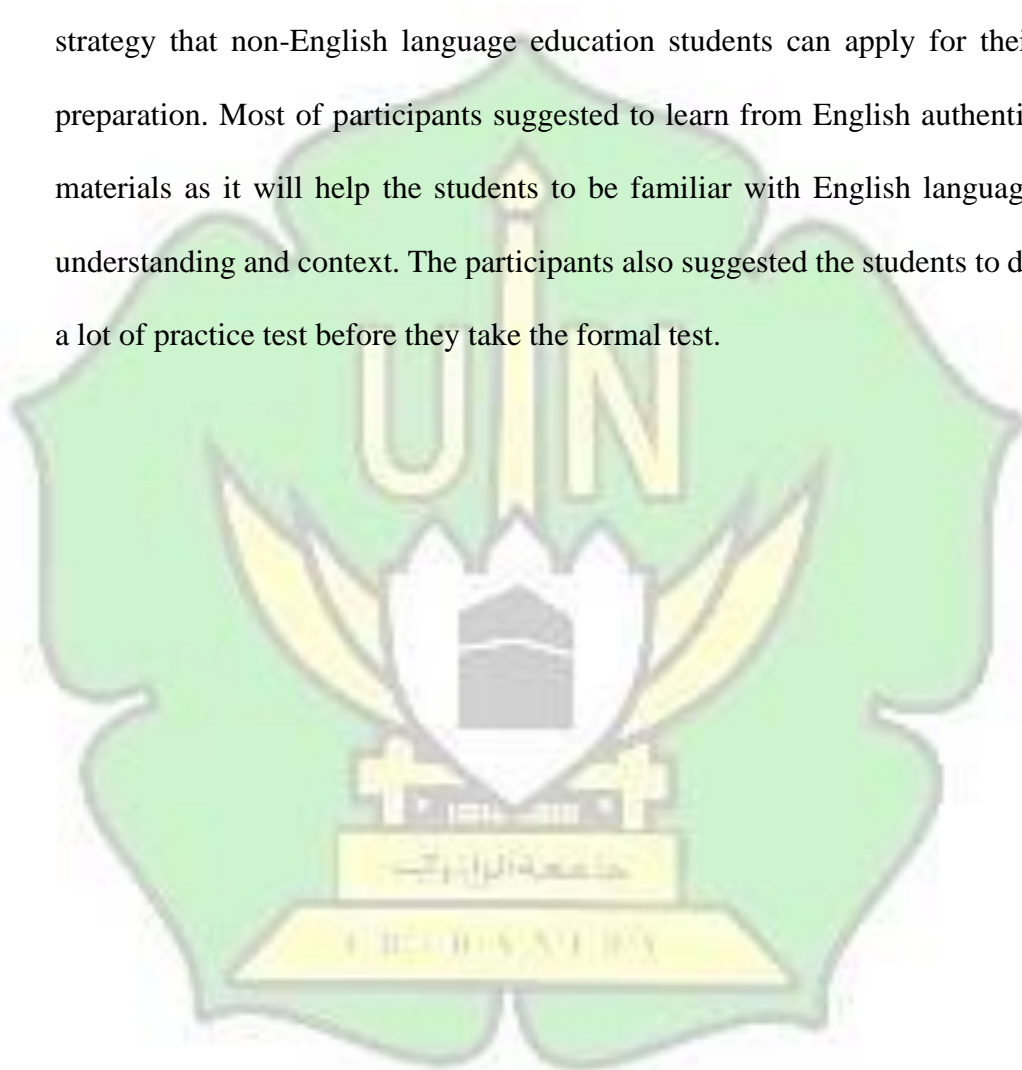 strategy that non-English language education students can apply for thei
preparation. Most of participants suggested to learn from English authenti
materials as it will help the students to be familiar with English languag
understanding and context. The participants also suggested the students to d
a lot of practice test before they take the formal test.
UIN